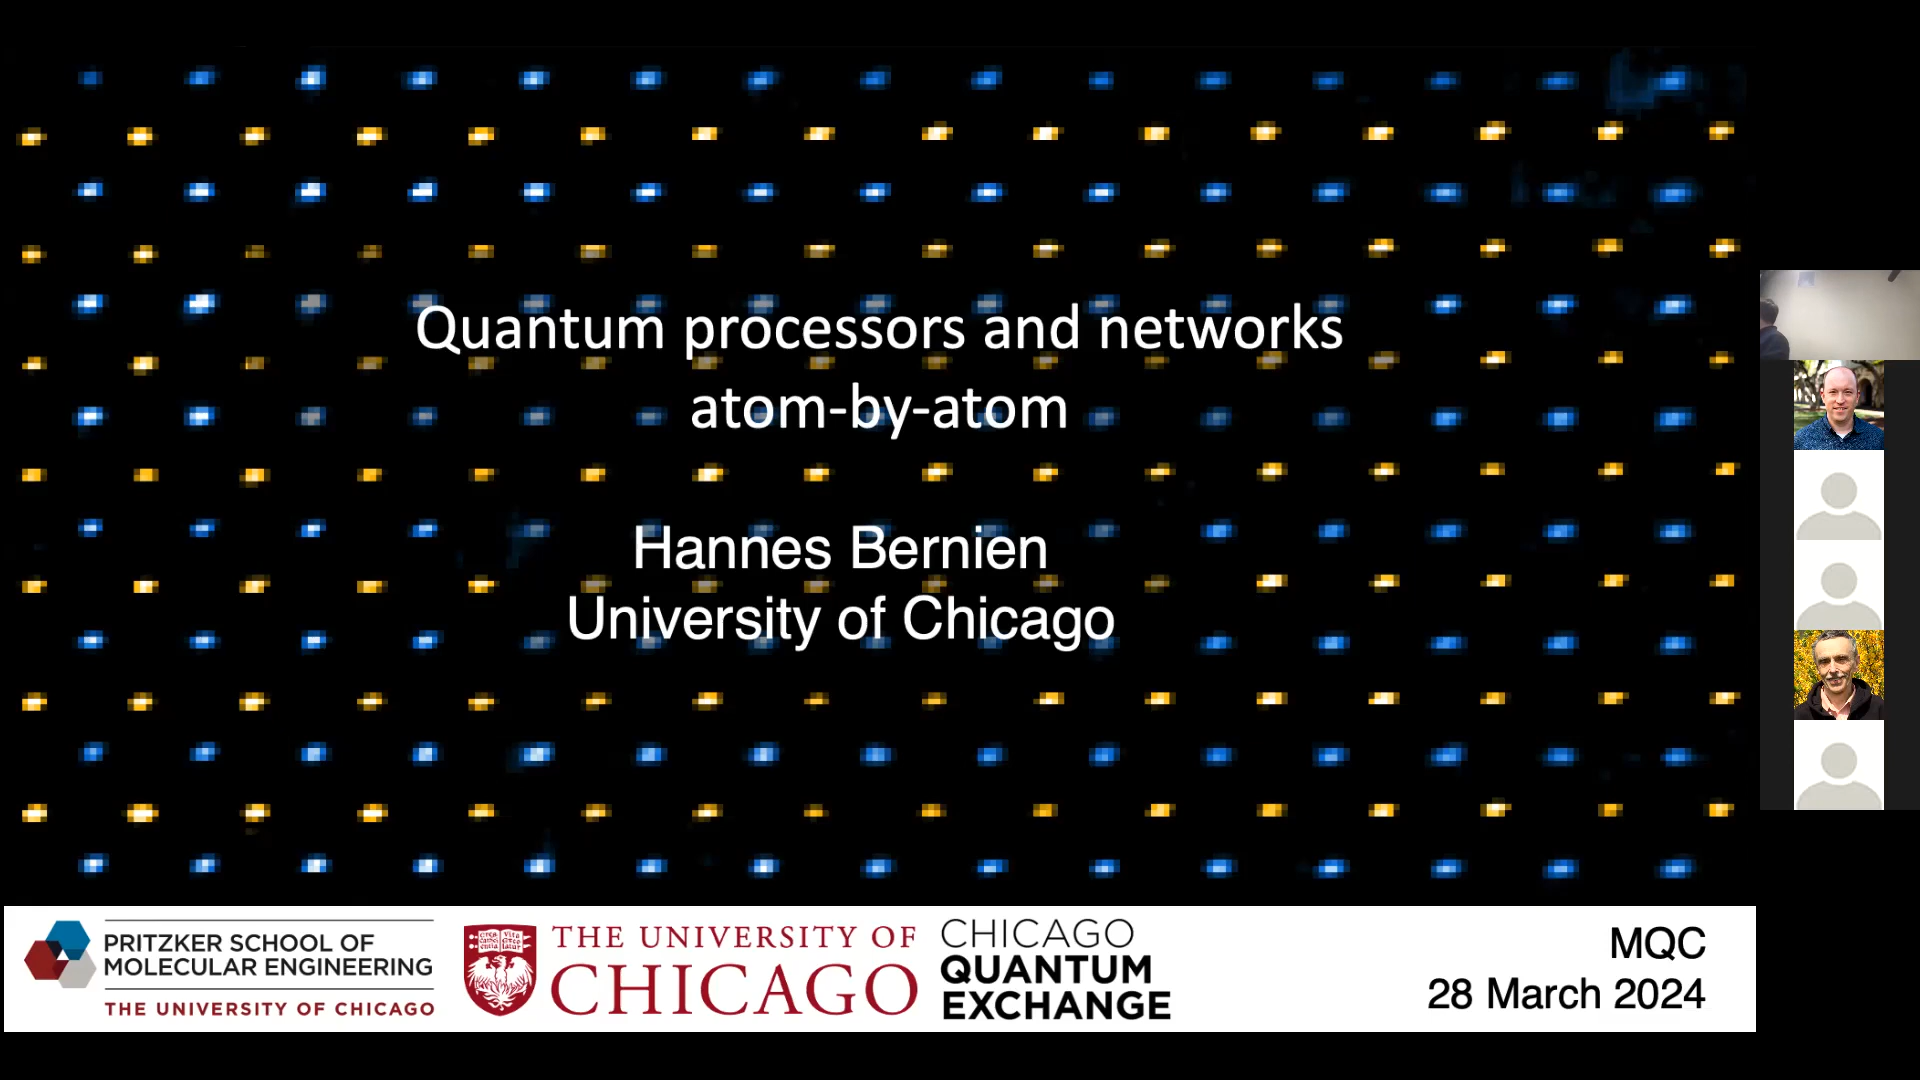 Quantum processors and networks
atom-by-atom
Hannes Bernien
University of Chicago
PRITZKER SCHOOL OF
MOLECULAR ENGINEERING
THE UNIVERSITY OF CHICAGO
THE UNIVERSITY OF
CHICAGO
CHICAGO
QUANTUM
EXCHANGE
MQC
28 March 2024